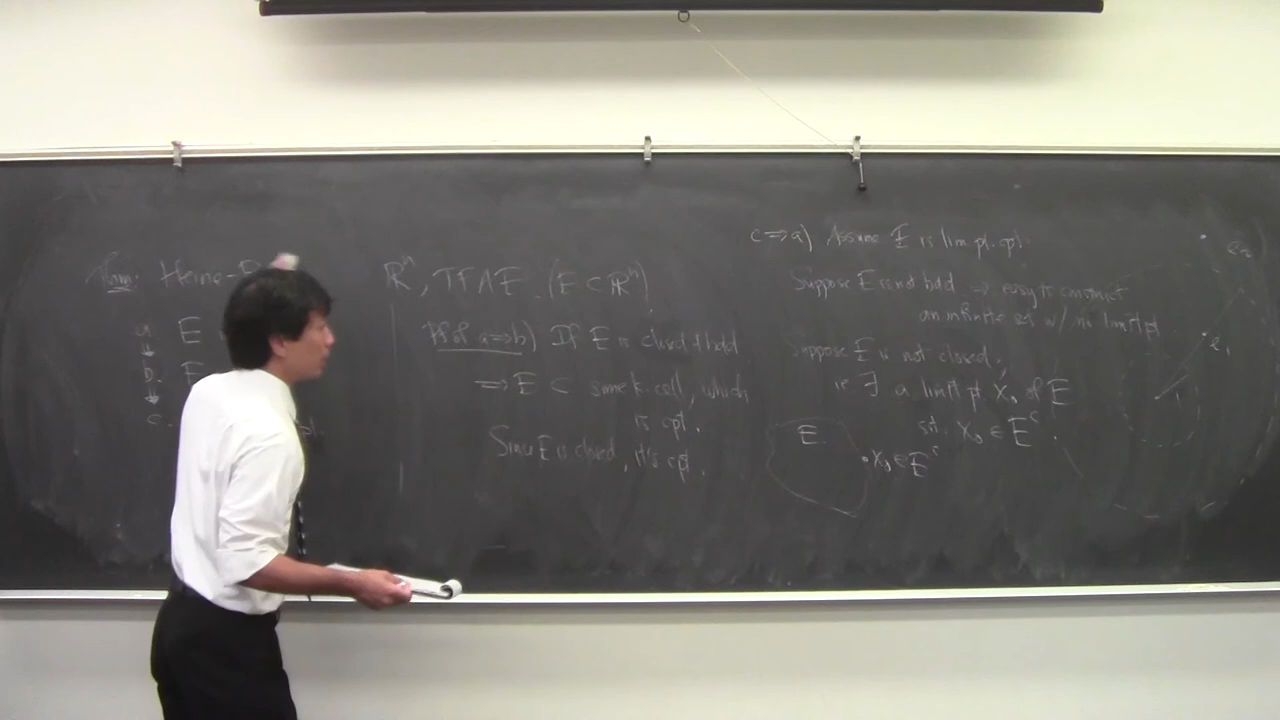 Thm: Heine-B
ℝⁿ, TFAE. (E ⊂ ℝⁿ)
a. E
b. E
c.
Pf of a ⇒ b) If E is closed & bdd
⇒ E ⊂ some k-cell, which
is cpt.
Since E is closed, it's cpt.
c ⇒ a) Assume E is lim pt. cpt.
Suppose E is not bdd → easy to construct
an infinite set w/ no limit pt
Suppose E is not closed.
ie ∃ a limit pt x₀ of E
s.t. x₀ ∈ Eᶜ.
E
x₀ ∈ Eᶜ
e₂
e₁